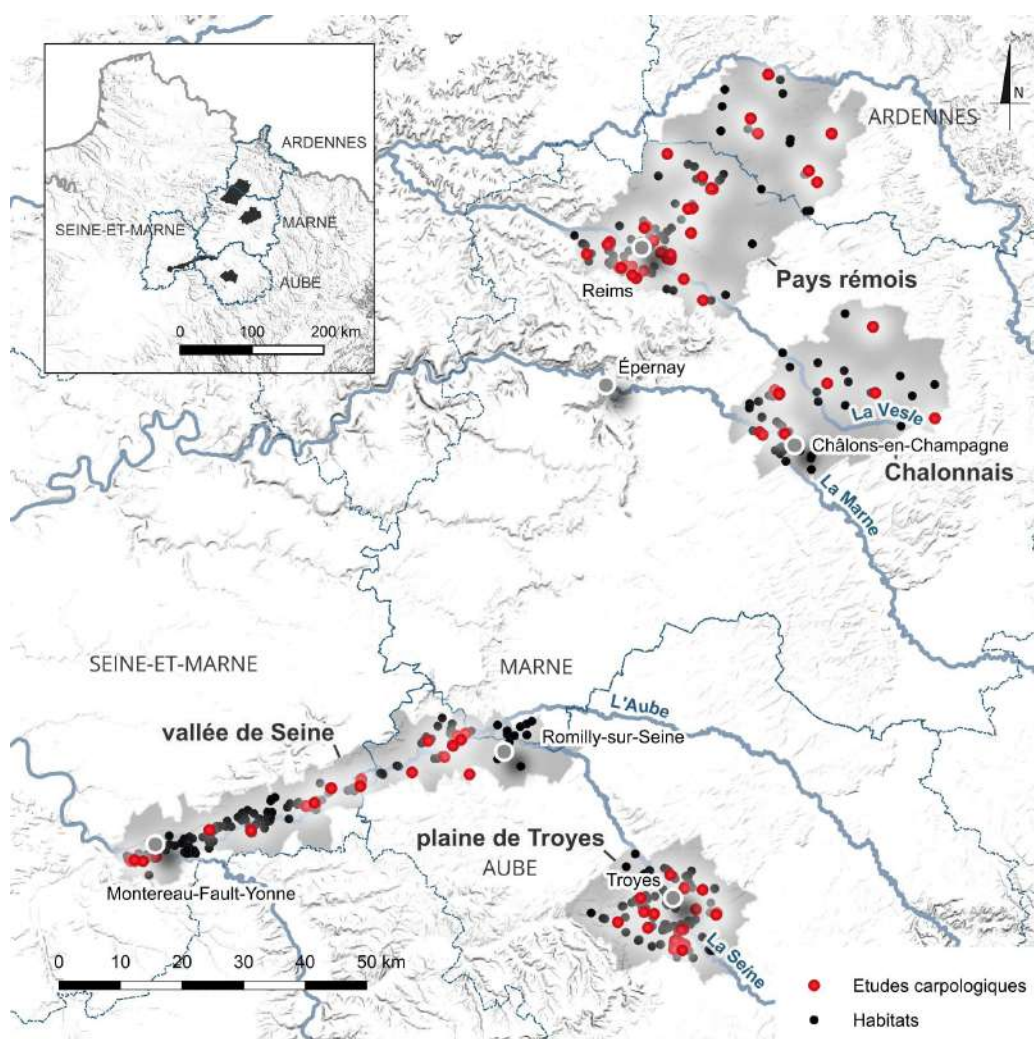 ARDENNES
SEINE-ET-MARNE
MARNE
AUBE
0 100 200 km
N
ARDENNES
Reims
Pays rémois
Épernay
La Vesle
Châlons-en-Champagne
Chalonnais
La Marne
SEINE-ET-MARNE
MARNE
L'Aube
vallée de Seine
Romilly-sur-Seine
plaine de Troyes
AUBE
Troyes
Montereau-Fault-Yonne
La Seine
0 10 20 30 40 50 km
Etudes carpologiques
Habitats